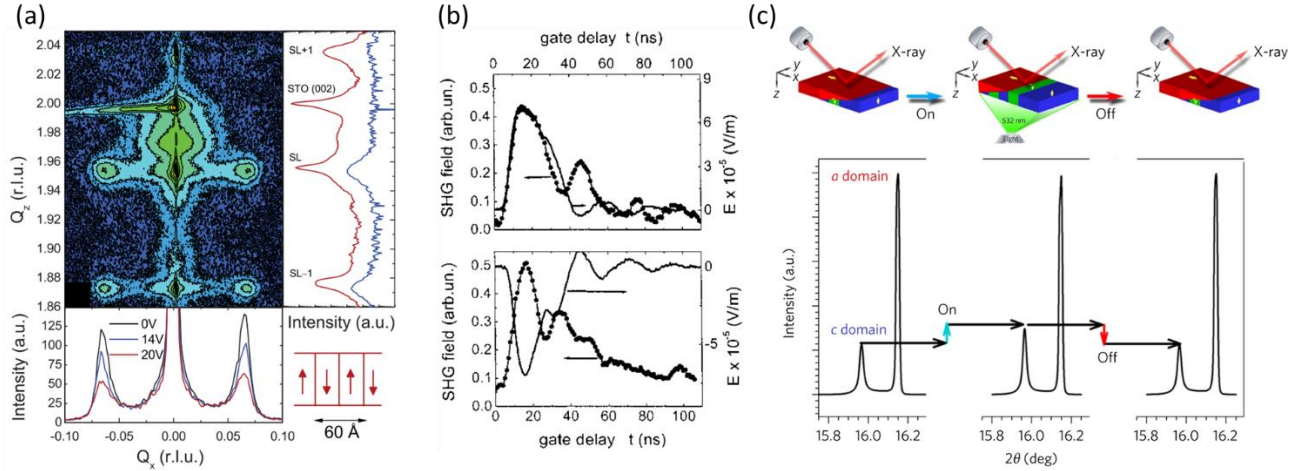 (a)
2.04
2.02
2.00
1.98
1.96
1.94
1.92
1.90
1.88
1.86
Q_z (r.l.u.)
SL+1
STO (002)
SL
SL−1
Intensity (a.u.)
125
100
75
50
25
0
Intensity (a.u.)
0V
14V
20V
-0.10
-0.05
0.00
0.05
0.10
Q_x (r.l.u.)
60 Å
(b)
gate delay t (ns)
0 20 40 60 80 100
SHG field (arb.un.)
0.5
0.4
0.3
0.2
0.1
0.0
9
6
3
0
E x 10^-5 (V/m)
SHG field (arb.un.)
0.5
0.4
0.3
0.2
0.1
0.0
0
-5
E x 10^-5 (V/m)
0 20 40 60 80 100
gate delay t (ns)
(c)
X-ray
y
x
z
On
X-ray
y
x
z
532 nm
Light
Off
X-ray
y
x
z
Intensity (a.u.)
a domain
c domain
On
Off
15.8 16.0 16.2
15.8 16.0 16.2
15.8 16.0 16.2
2θ (deg)